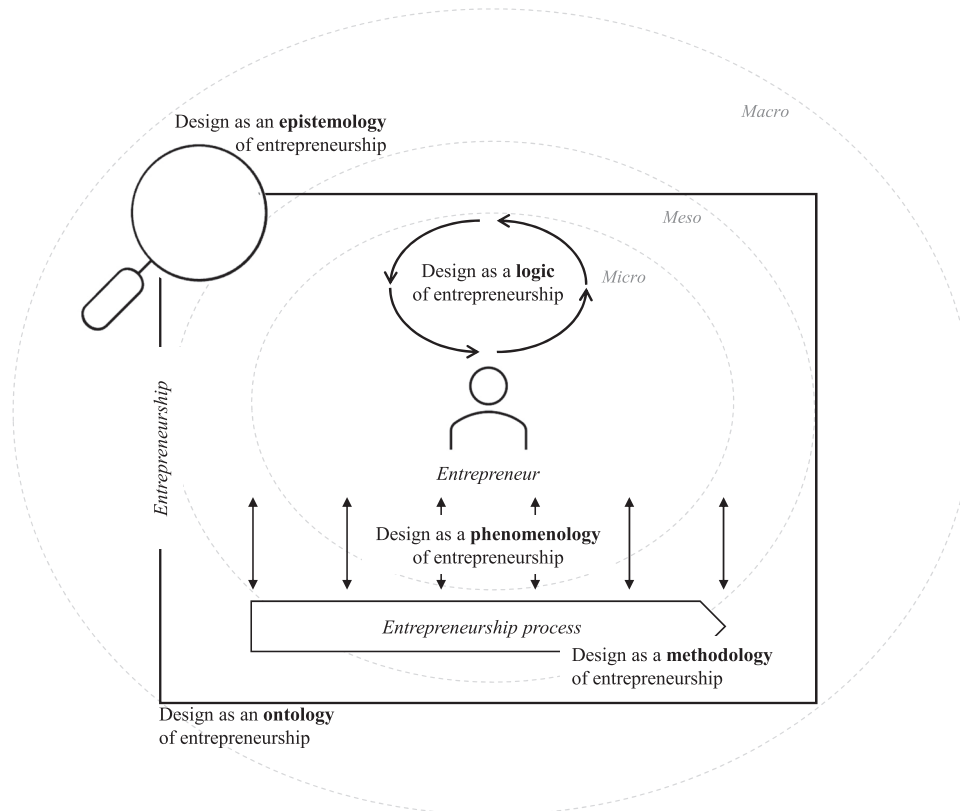 Macro
Design as an epistemology
of entrepreneurship
Meso
Design as a logic
of entrepreneurship
Micro
Entrepreneurship
Entrepreneur
Design as a phenomenology
of entrepreneurship
Entrepreneurship process
Design as a methodology
of entrepreneurship
Design as an ontology
of entrepreneurship